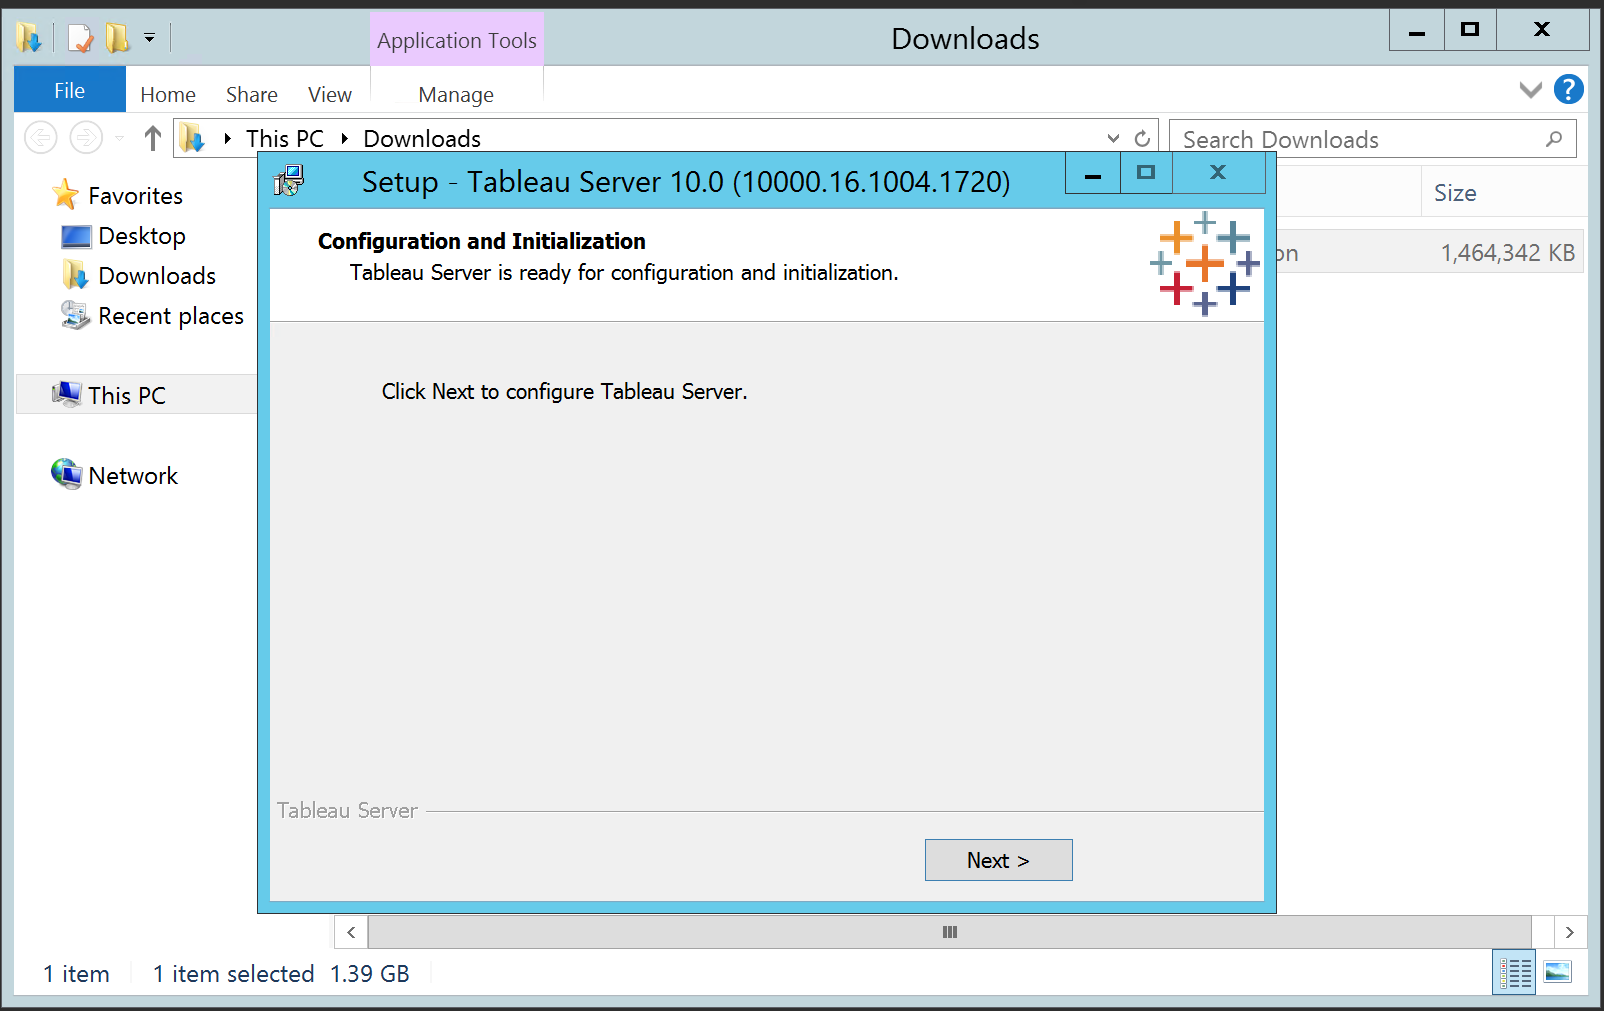 Application Tools
Downloads
File
Home
Share
View
Manage
This PC
Downloads
Search Downloads
Setup - Tableau Server 10.0 (10000.16.1004.1720)
Favorites
Size
Desktop
Configuration and Initialization
on
1,464,342 KB
Downloads
Tableau Server is ready for configuration and initialization.
Recent places
This PC
Click Next to configure Tableau Server.
Network
Tableau Server
Next >
1 item
1 item selected 1.39 GB